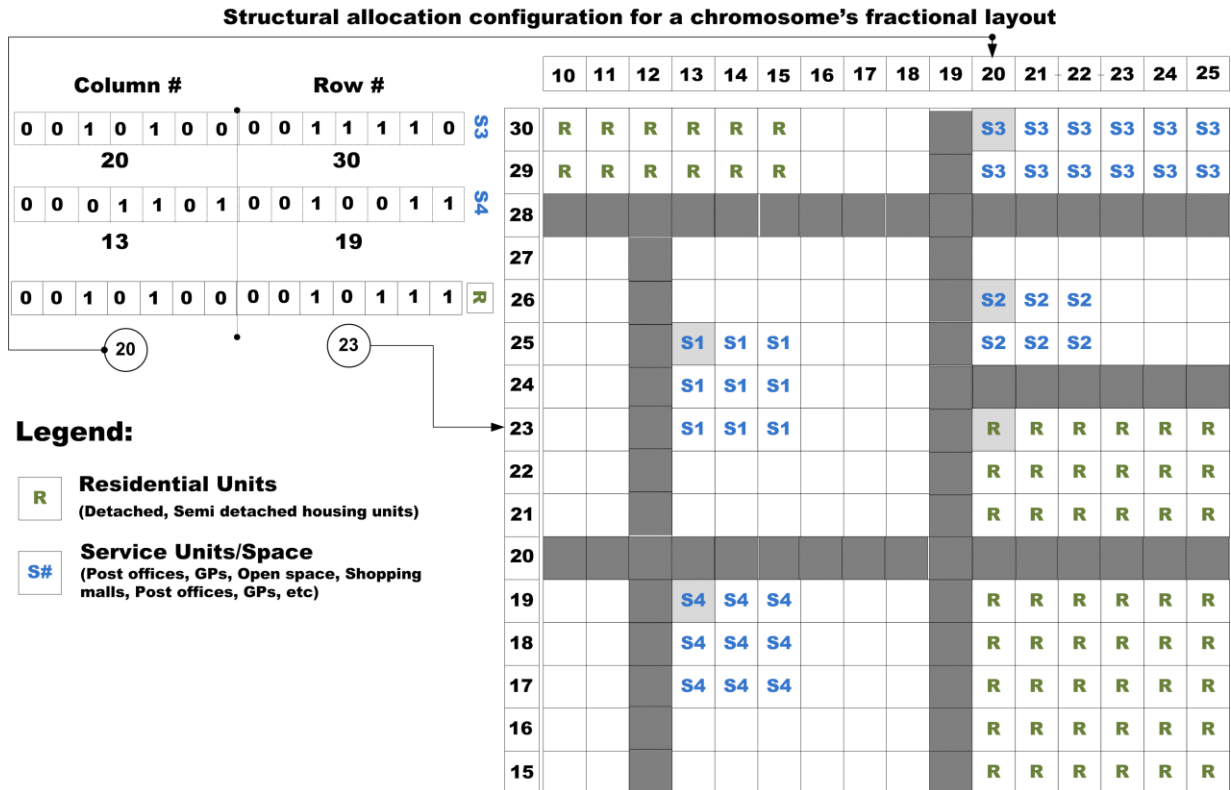 Structural allocation configuration for a chromosome's fractional layout
Column # Row #
0 0 1 0 1 0 0 0 0 1 1 1 1 0 S3
20 30
0 0 0 1 1 0 1 0 0 1 0 0 1 1 S4
13 19
0 0 1 0 1 0 0 0 0 1 0 1 1 1 R
20 23
Legend:
R Residential Units
(Detached, Semi detached housing units)
S# Service Units/Space
(Post offices, GPs, Open space, Shopping
malls, Post offices, GPs, etc)
10 11 12 13 14 15 16 17 18 19 20 21 22 23 24 25
30 R R R R R R S3 S3 S3 S3 S3 S3
29 R R R R R R S3 S3 S3 S3 S3 S3
28
27
26 S2 S2 S2
25 S1 S1 S1 S2 S2 S2
24 S1 S1 S1
23 S1 S1 S1 R R R R R R
22 R R R R R R
21 R R R R R R
20
19 S4 S4 S4 R R R R R R
18 S4 S4 S4 R R R R R R
17 S4 S4 S4 R R R R R R
16 R R R R R R
15 R R R R R R